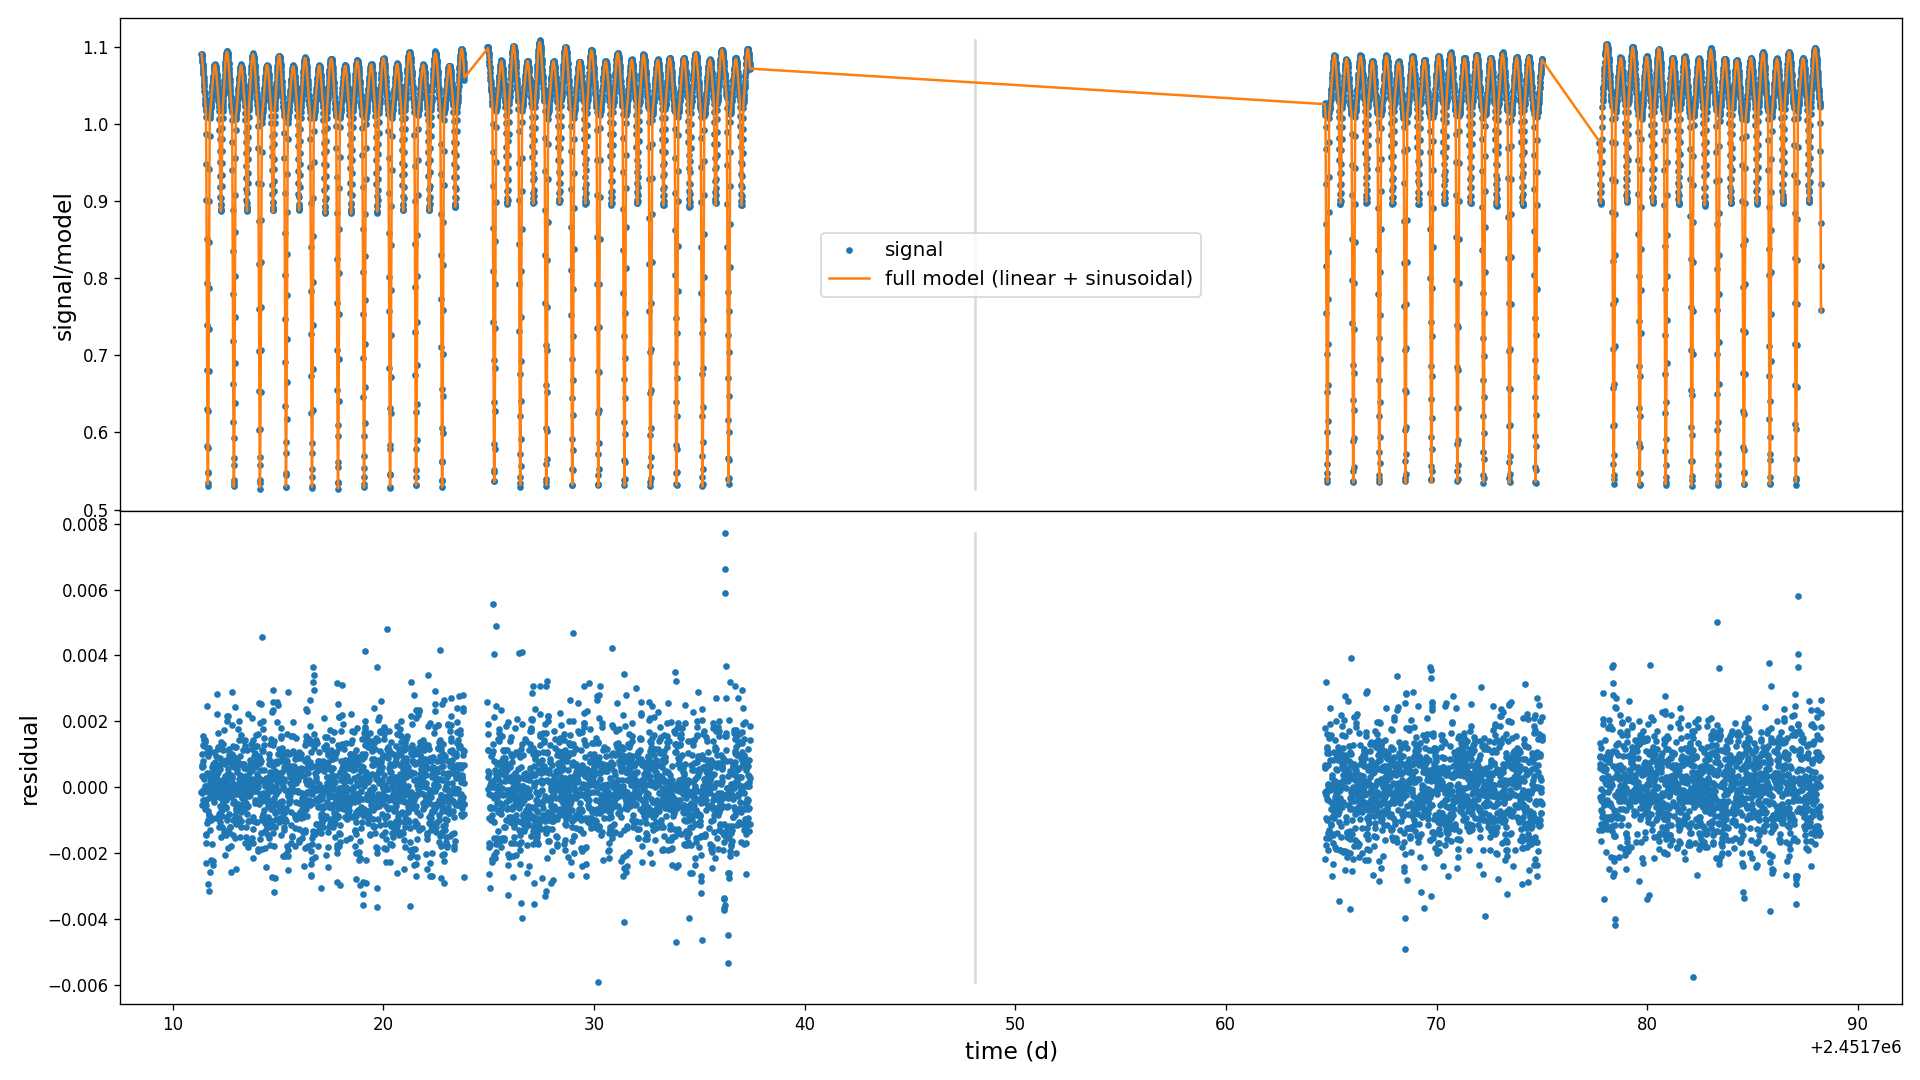 signal/model
1.1
1.0
0.9
0.8
0.7
0.6
0.5
signal
full model (linear + sinusoidal)
residual
0.008
0.006
0.004
0.002
0.000
−0.002
−0.004
−0.006
10 20 30 40 50 60 70 80 90
time (d)
+2.4517e6